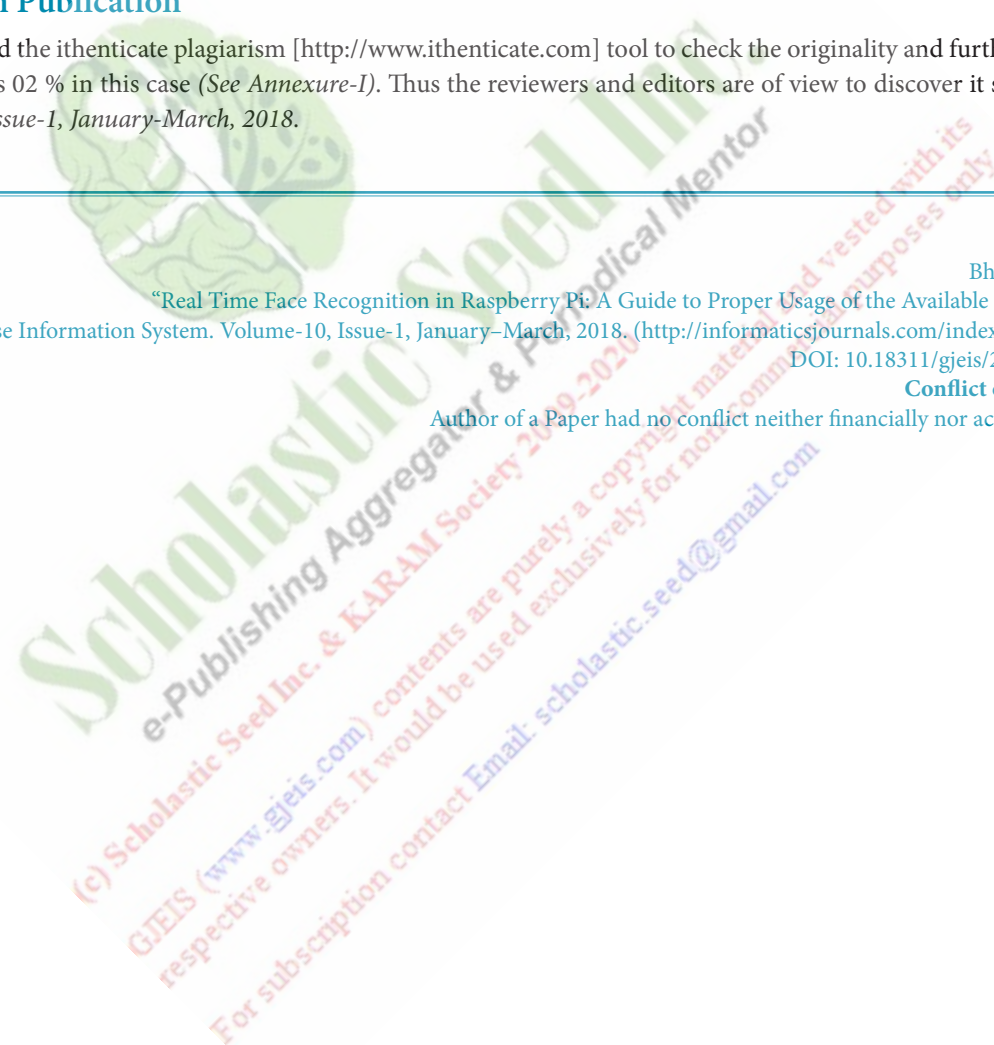 n Publication
d the ithenticate plagiarism [http://www.ithenticate.com] tool to check the originality and furth
s 02 % in this case (See Annexure-I). Thus the reviewers and editors are of view to discover it s
ssue-1, January-March, 2018.
Bh
“Real Time Face Recognition in Raspberry Pi: A Guide to Proper Usage of the Available
se Information System. Volume-10, Issue-1, January–March, 2018. (http://informaticsjournals.com/index
DOI: 10.18311/gjeis/2
Conflict
Author of a Paper had no conflict neither financially nor ac
Scholastic Seed Inc.
e-Publishing Aggregator & Periodical Mentor
(c) Scholastic Seed Inc. & KARAM Society 2009-2020
GJEIS (www.gjeis.com) contents are purely a copyright material and vested with its
respective owners. It would be used exclusively for non commercial purposes only
For subscription contact Email: scholastic.seed@gmail.com